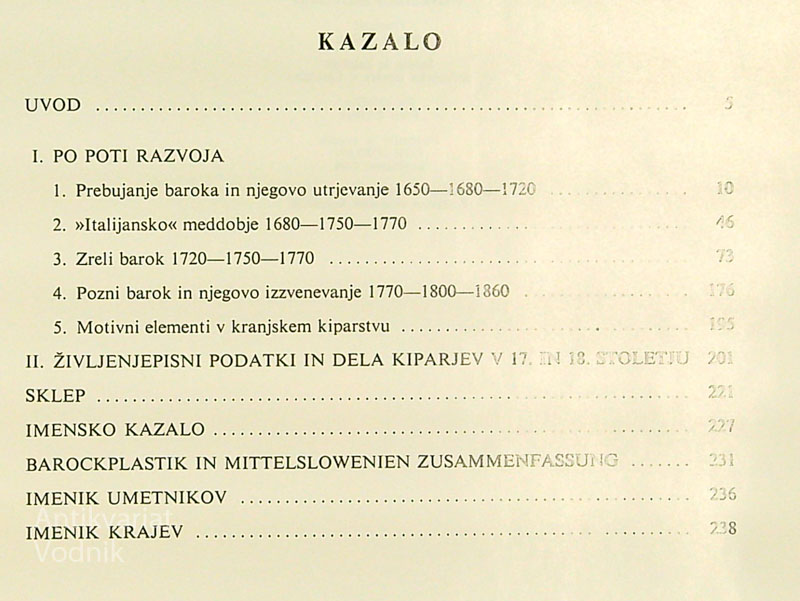 KAZALO
UVOD ........ 5
I. PO POTI RAZVOJA
1. Prebujanje baroka in njegovo utrjevanje 1650—1680—1720 ........ 10
2. »Italijansko« meddobje 1680—1750—1770 ........ 46
3. Zreli barok 1720—1750—1770 ........ 73
4. Pozni barok in njegovo izzvenevanje 1770—1800—1860 ........ 176
5. Motivni elementi v kranjskem kiparstvu ........ 195
II. ŽIVLJENJEPISNI PODATKI IN DELA KIPARJEV V 17. IN 18. STOLETJU 201
SKLEP ........ 221
IMENSKO KAZALO ........ 227
BAROCKPLASTIK IN MITTELSLOWENIEN ZUSAMMENFASSUNG ........ 231
IMENIK UMETNIKOV ........ 236
IMENIK KRAJEV ........ 238
Antikvariat
Vodnik